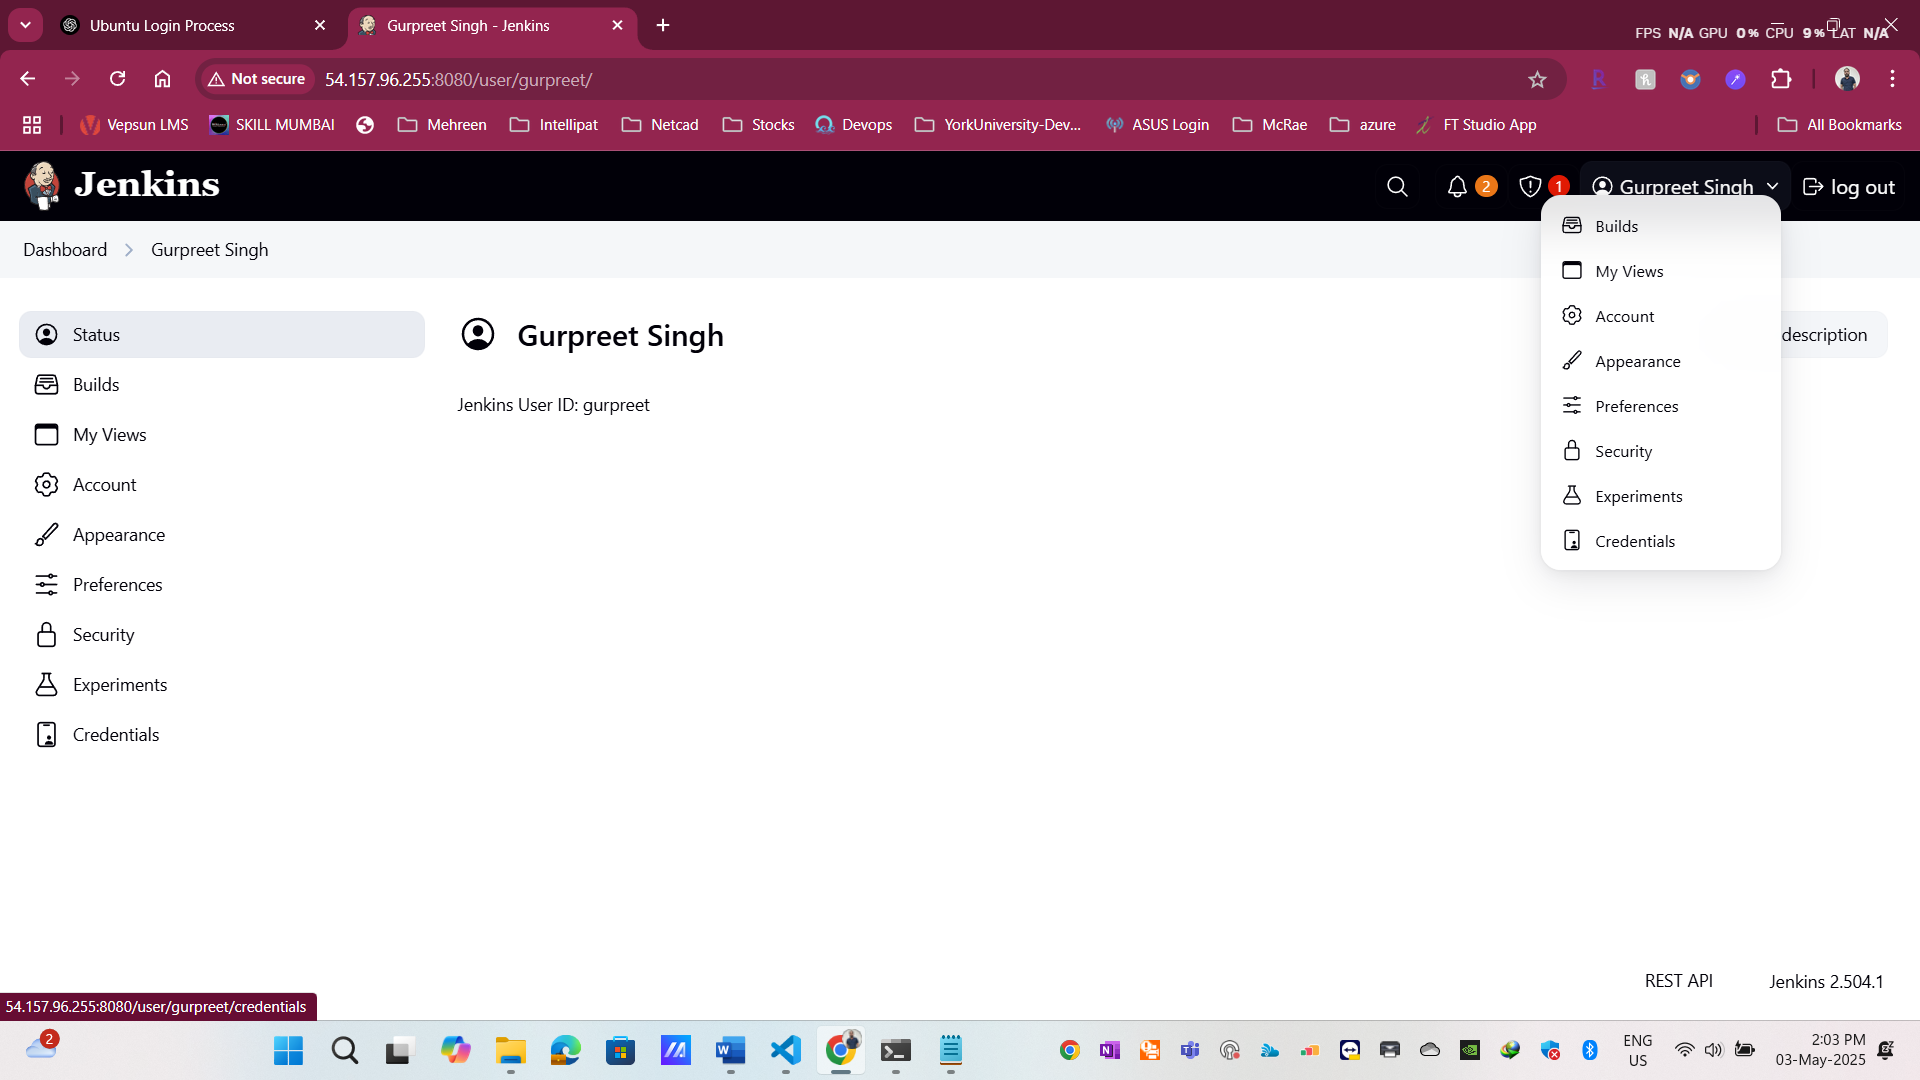 Ubuntu Login Process
Gurpreet Singh - Jenkins
FPS N/A GPU 0% CPU 9% LAT N/A
Not secure
54.157.96.255:8080/user/gurpreet/
Vepsun LMS
SKILL MUMBAI
Mehreen
Intellipat
Netcad
Stocks
Devops
YorkUniversity-Dev...
ASUS Login
McRae
azure
FT Studio App
All Bookmarks
Jenkins
2
1
Gurpreet Singh
log out
Dashboard
Gurpreet Singh
Builds
My Views
Account
Appearance
Preferences
Security
Experiments
Credentials
Status
Builds
My Views
Account
Appearance
Preferences
Security
Experiments
Credentials
Gurpreet Singh
description
Jenkins User ID: gurpreet
REST API
Jenkins 2.504.1
54.157.96.255:8080/user/gurpreet/credentials
2
ENG
US
2:03 PM
03-May-2025